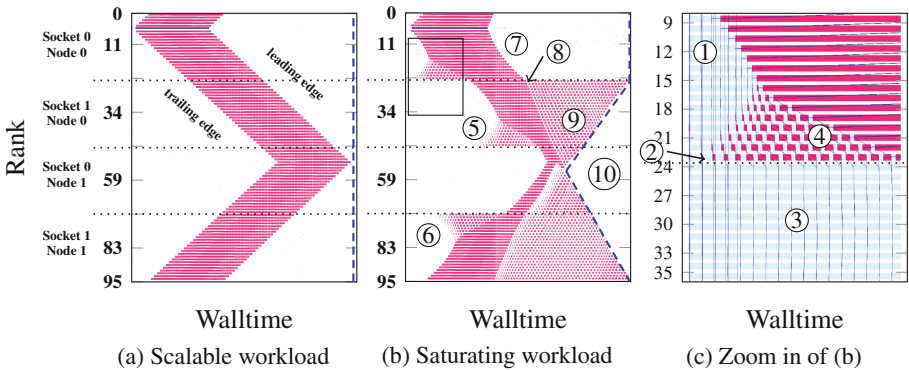 Rank
0
11
34
59
83
95
Socket 0
Node 0
Socket 1
Node 0
Socket 0
Node 1
Socket 1
Node 1
leading edge
trailing edge
Walltime
(a) Scalable workload
0
11
34
59
83
95
7
8
5
9
10
6
Walltime
(b) Saturating workload
9
12
15
18
21
24
27
30
33
36
1
2
4
3
Walltime
(c) Zoom in of (b)